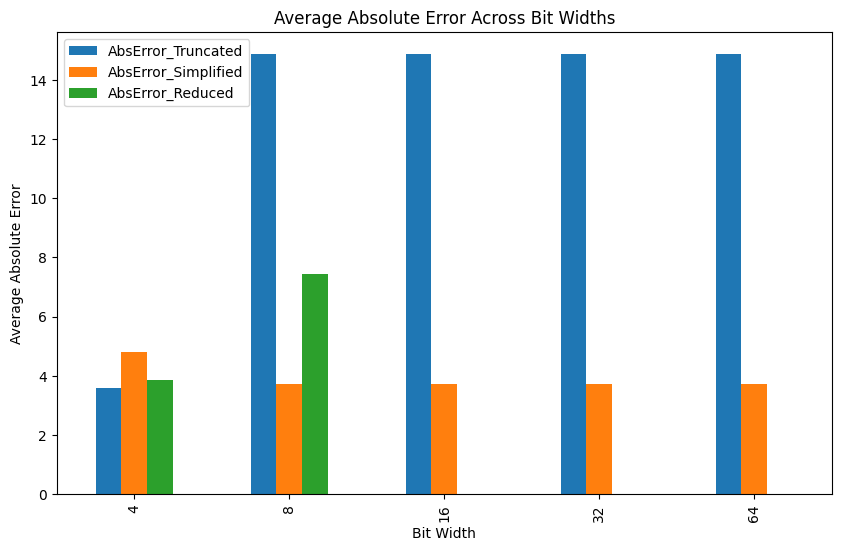 Average Absolute Error Across Bit Widths
AbsError_Truncated
AbsError_Simplified
AbsError_Reduced
Average Absolute Error
14
12
10
8
6
4
2
0
4
8
16
32
64
Bit Width